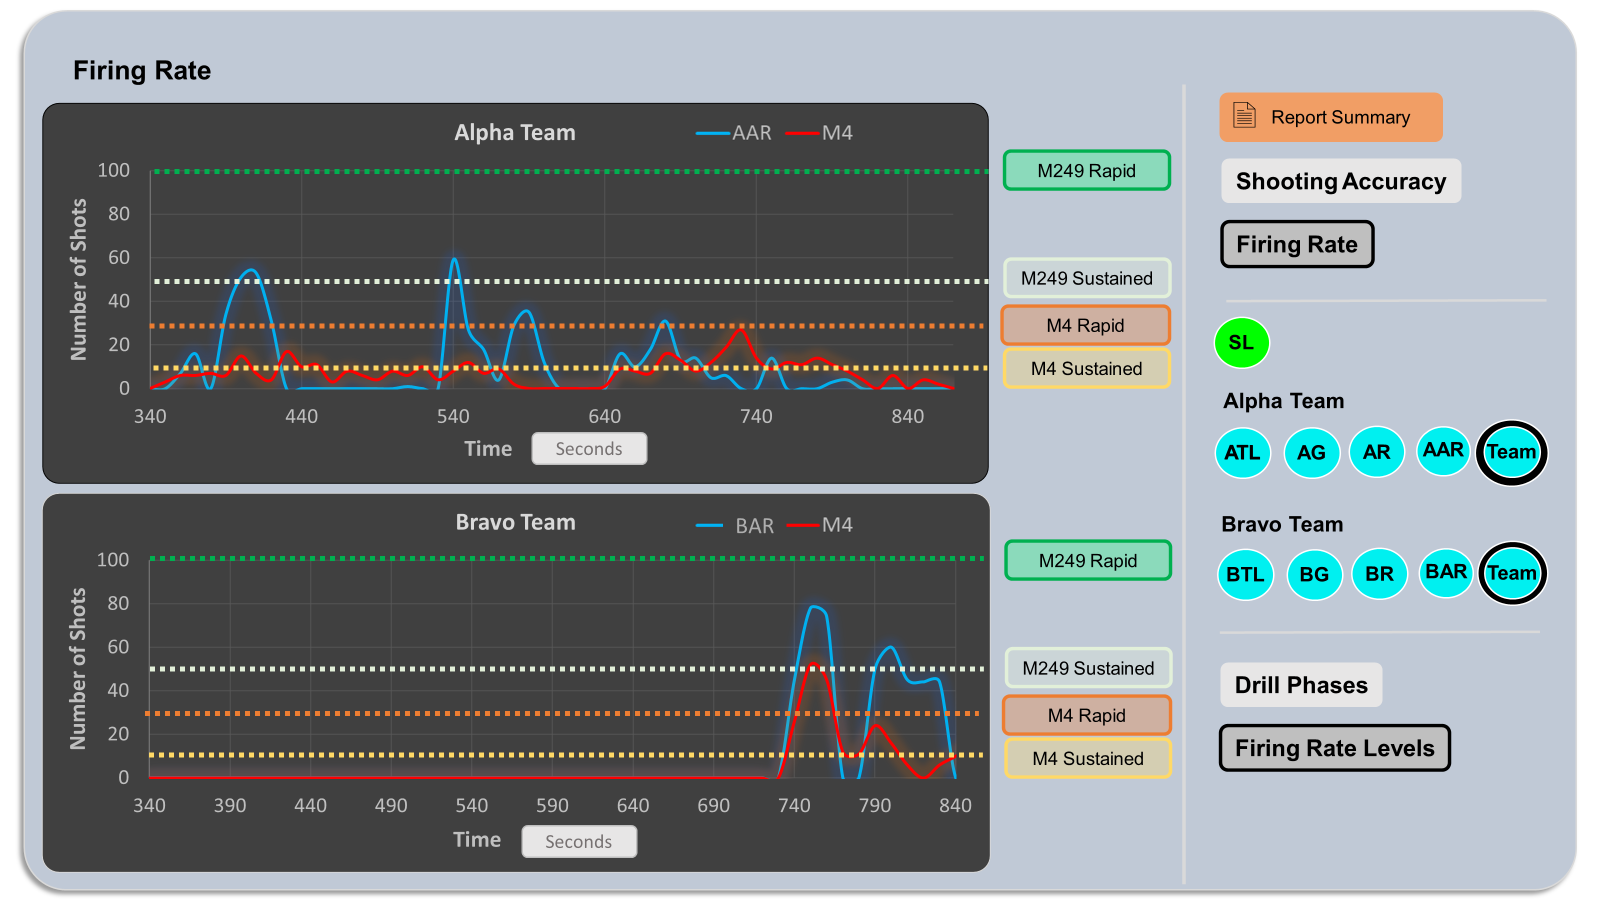 Firing Rate
Alpha Team
AAR
M4
Number of Shots
100
80
60
40
20
0
340
440
540
640
740
840
Time
Seconds
M249 Rapid
M249 Sustained
M4 Rapid
M4 Sustained
Bravo Team
BAR
M4
Number of Shots
100
80
60
40
20
0
340
390
440
490
540
590
640
690
740
790
840
Time
Seconds
M249 Rapid
M249 Sustained
M4 Rapid
M4 Sustained
Report Summary
Shooting Accuracy
Firing Rate
SL
Alpha Team
ATL
AG
AR
AAR
Team
Bravo Team
BTL
BG
BR
BAR
Team
Drill Phases
Firing Rate Levels